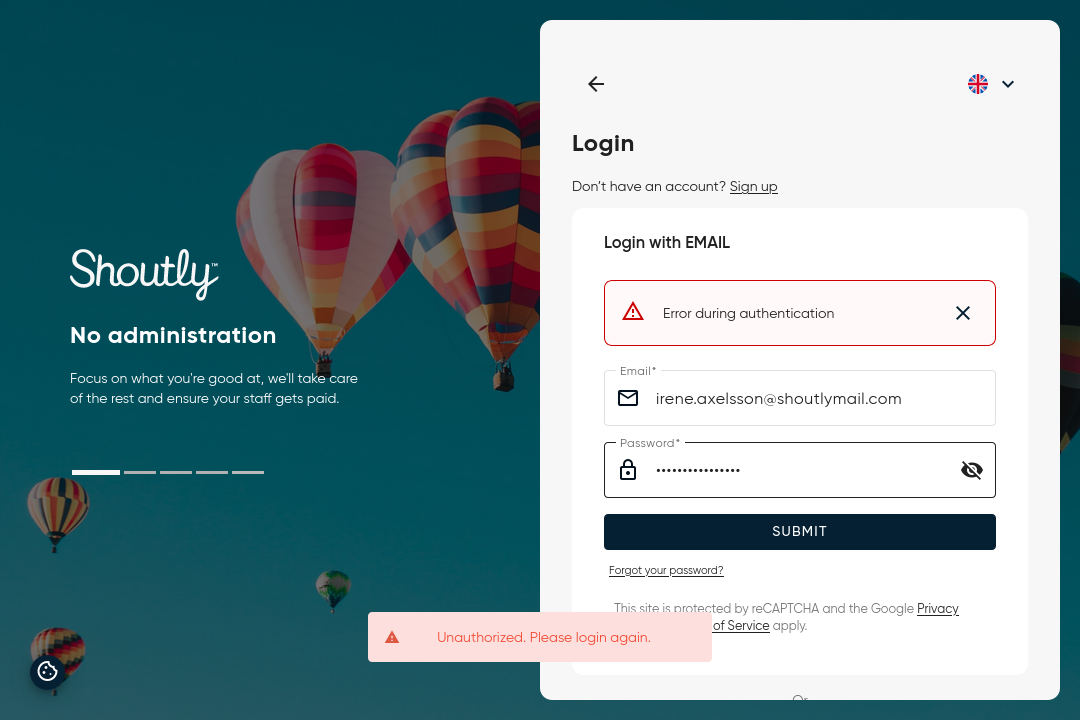 Shoutly™
No administration
Focus on what you're good at, we'll take care
of the rest and ensure your staff gets paid.
Login
Don't have an account? Sign up
Login with EMAIL
Error during authentication
Email*
irene.axelsson@shoutlymail.com
Password*
••••••••••••••••
SUBMIT
Forgot your password?
This site is protected by reCAPTCHA and the Google Privacy
of Service apply.
Unauthorized. Please login again.
Or